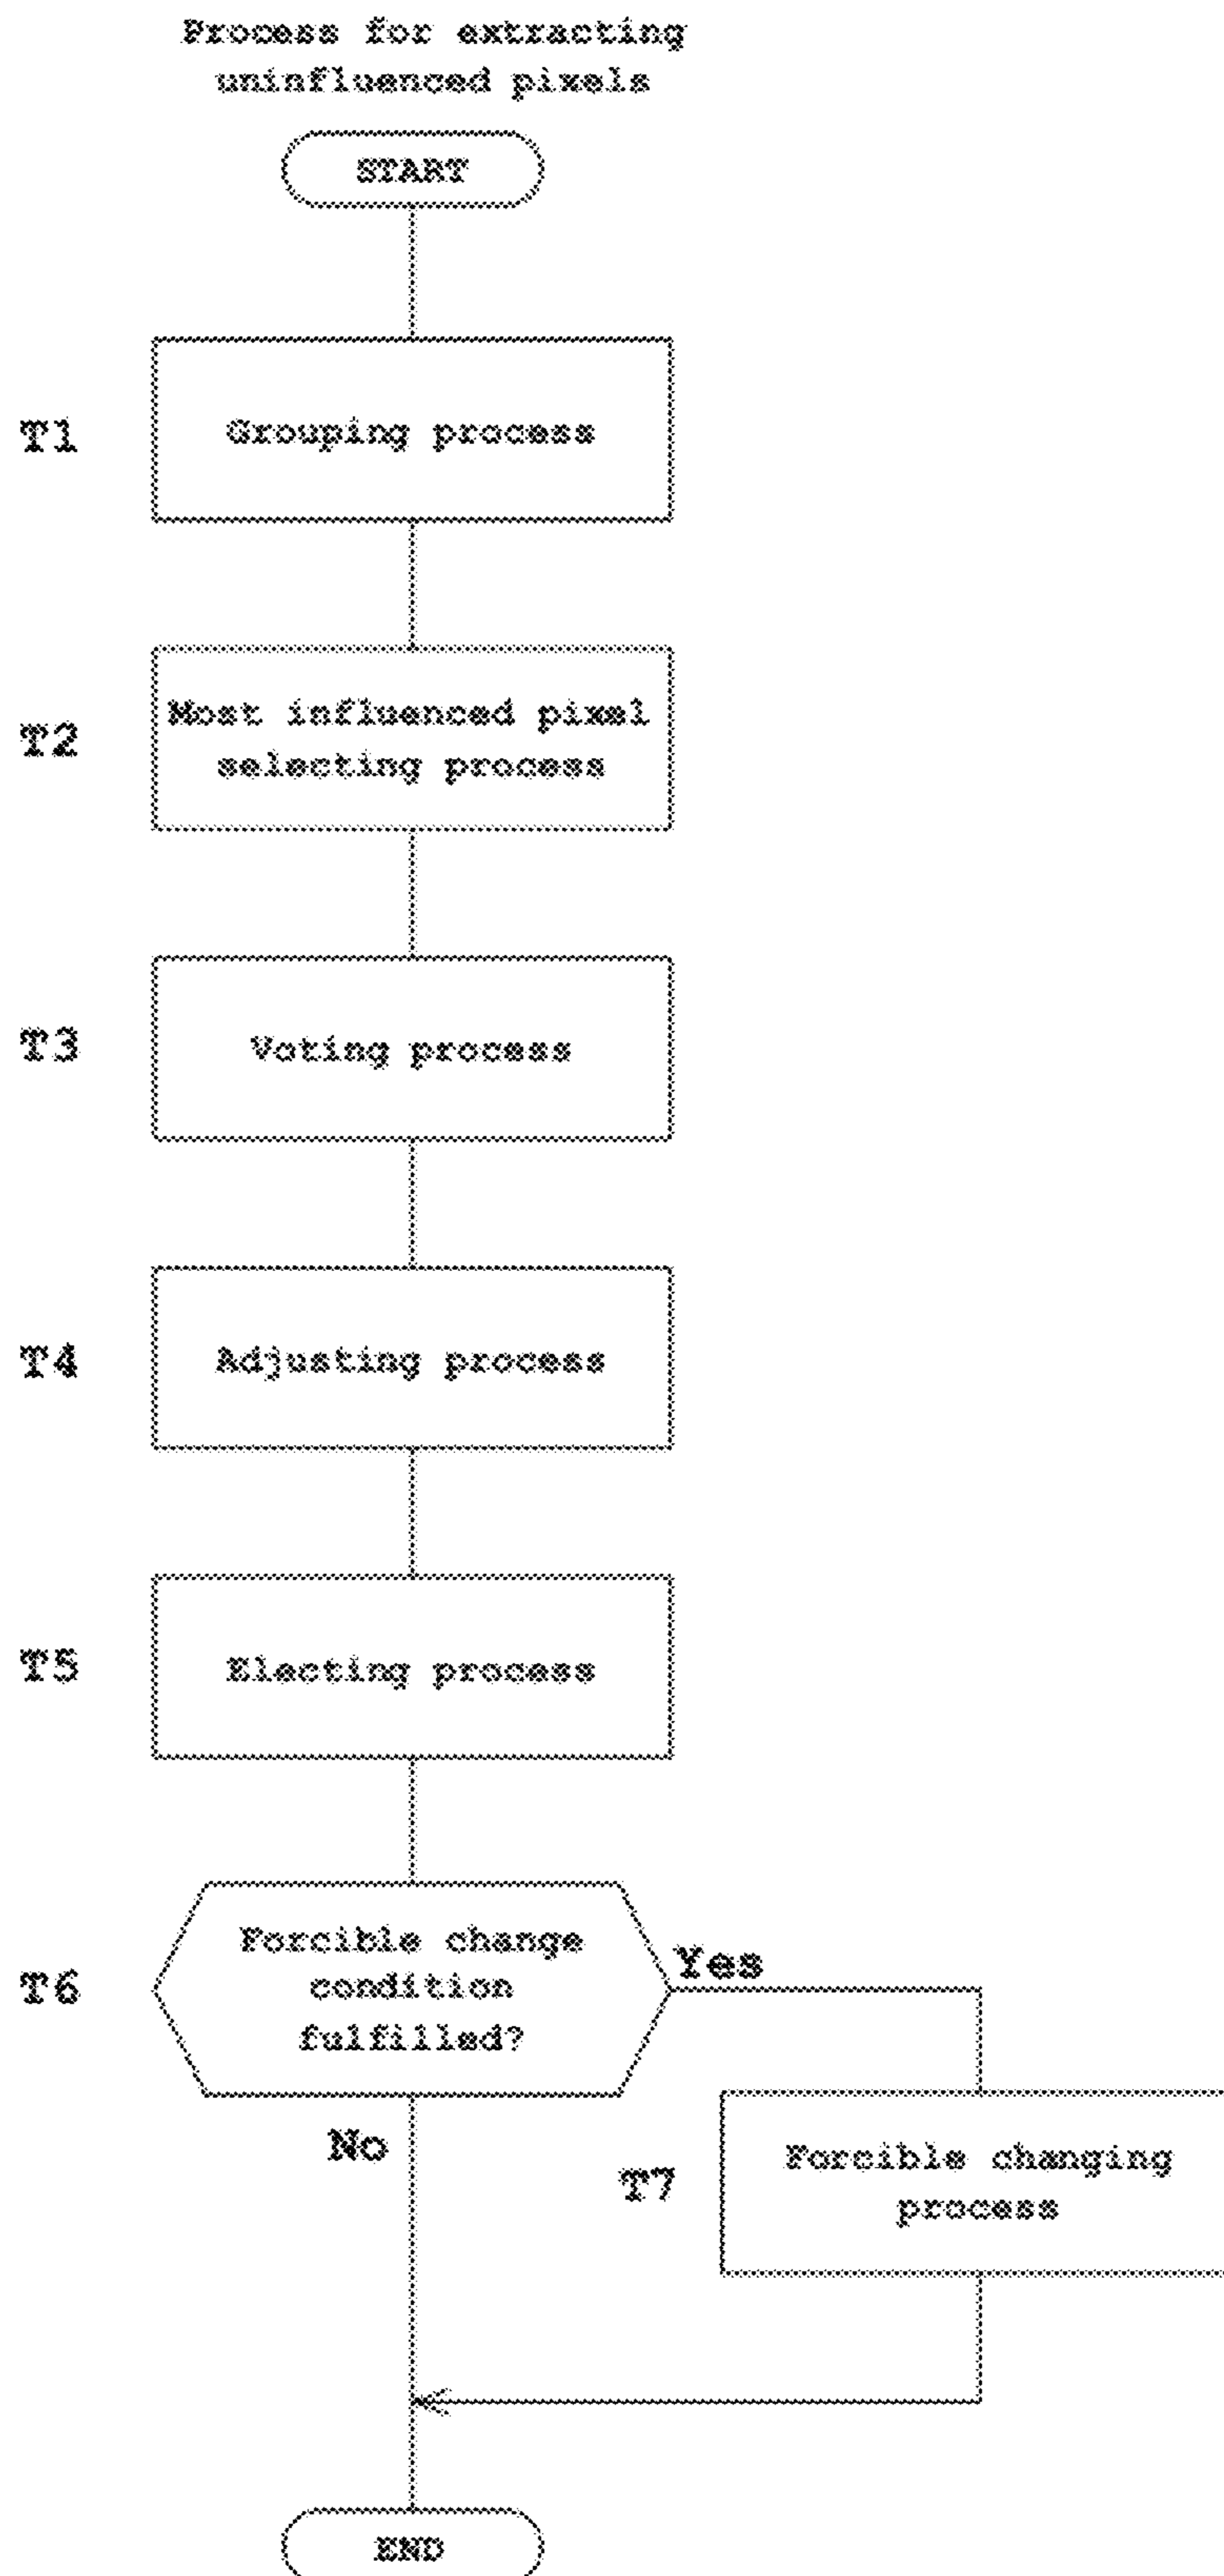 Process for extracting
uninfluenced pixels
START
T1
Grouping process
T2
Most influenced pixel
selecting process
T3
Voting process
T4
Adjusting process
T5
Electing process
T6
Forcible change
condition
fulfilled?
Yes
No
T7
Forcible changing
process
END